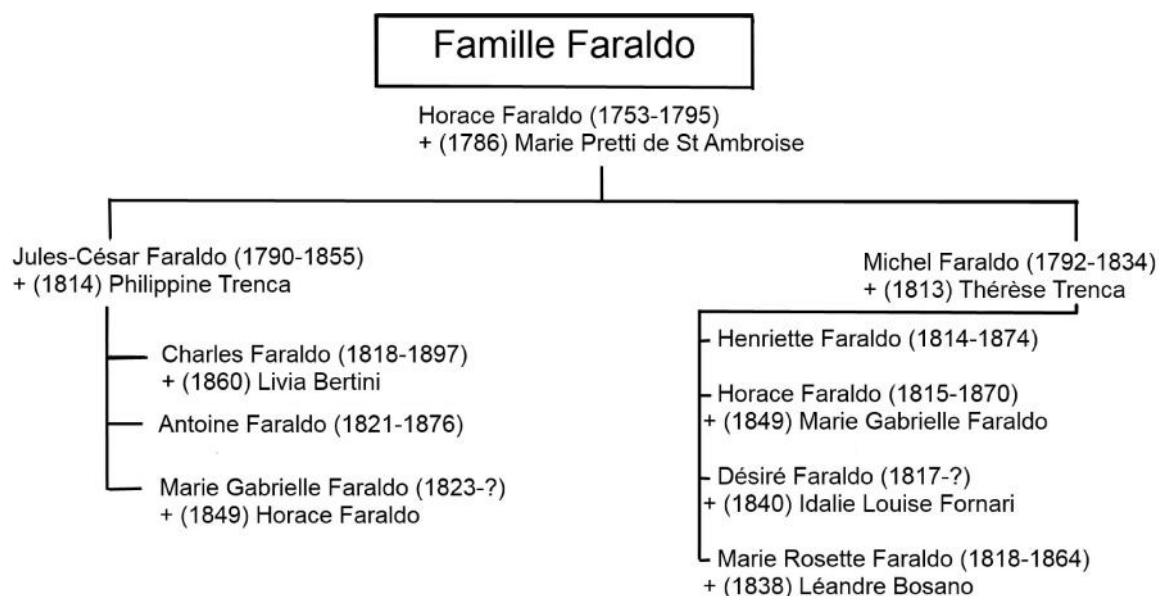 Famille Faraldo
Horace Faraldo (1753-1795)
+ (1786) Marie Pretti de St Ambroise
Jules-César Faraldo (1790-1855)
+ (1814) Philippine Trenca
Charles Faraldo (1818-1897)
+ (1860) Livia Bertini
Antoine Faraldo (1821-1876)
Marie Gabrielle Faraldo (1823-?)
+ (1849) Horace Faraldo
Michel Faraldo (1792-1834)
+ (1813) Thérèse Trenca
Henriette Faraldo (1814-1874)
Horace Faraldo (1815-1870)
+ (1849) Marie Gabrielle Faraldo
Désiré Faraldo (1817-?)
+ (1840) Idalie Louise Fornari
Marie Rosette Faraldo (1818-1864)
+ (1838) Léandre Bosano